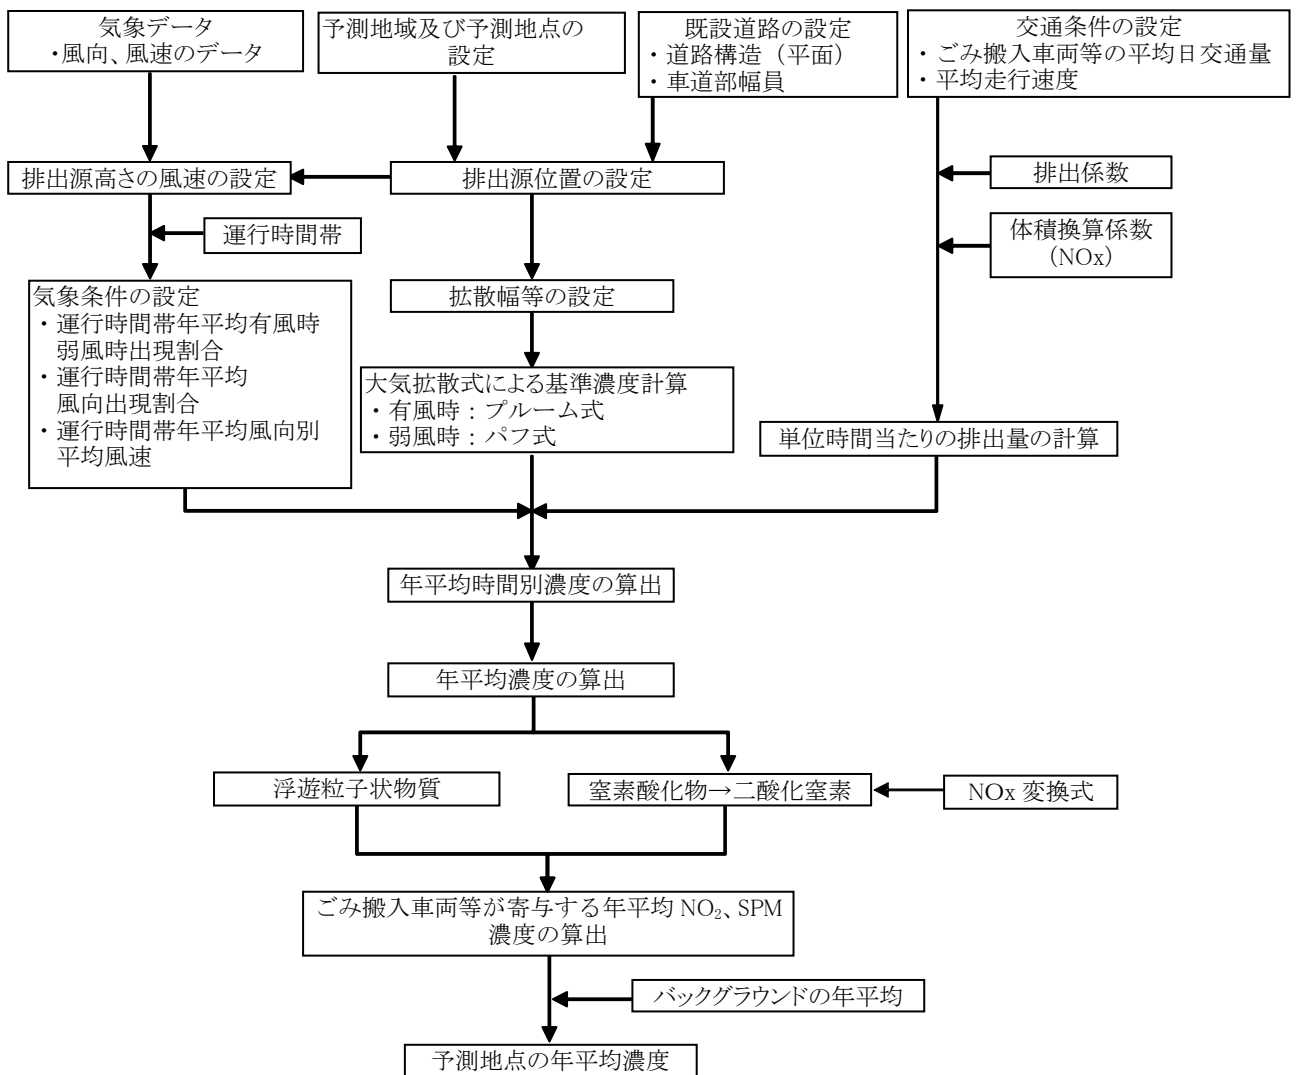 気象データ
・風向、風速のデータ
予測地域及び予測地点の
設定
既設道路の設定
・道路構造（平面）
・車道部幅員
交通条件の設定
・ごみ搬入車両等の平均日交通量
・平均走行速度
排出源高さの風速の設定
排出源位置の設定
排出係数
運行時間帯
体積換算係数
（NOx）
気象条件の設定
・運行時間帯年平均有風時
弱風時出現割合
・運行時間帯年平均
風向出現割合
・運行時間帯年平均風向別
平均風速
拡散幅等の設定
大気拡散式による基準濃度計算
・有風時：プルーム式
・弱風時：パフ式
単位時間当たりの排出量の計算
年平均時間別濃度の算出
年平均濃度の算出
浮遊粒子状物質
窒素酸化物→二酸化窒素
NOx 変換式
ごみ搬入車両等が寄与する年平均 NO₂、SPM
濃度の算出
バックグラウンドの年平均
予測地点の年平均濃度